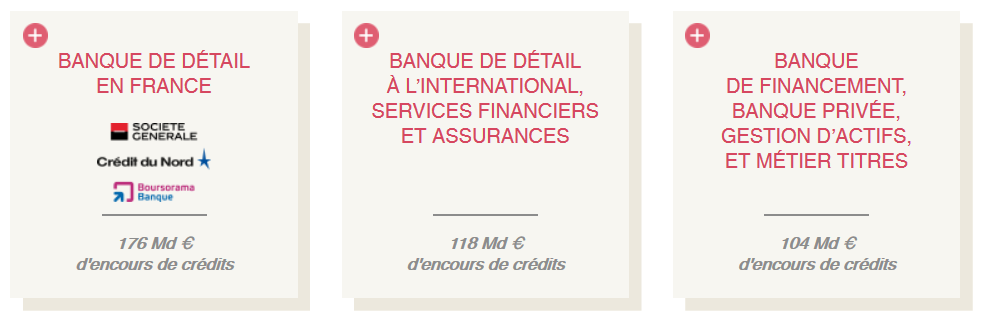 BANQUE DE DÉTAIL
EN FRANCE
SOCIETE
GENERALE
Crédit du Nord
Boursorama
Banque
176 Md €
d'encours de crédits
BANQUE DE DÉTAIL
À L’INTERNATIONAL,
SERVICES FINANCIERS
ET ASSURANCES
118 Md €
d'encours de crédits
BANQUE
DE FINANCEMENT,
BANQUE PRIVÉE,
GESTION D’ACTIFS,
ET MÉTIER TITRES
104 Md €
d'encours de crédits